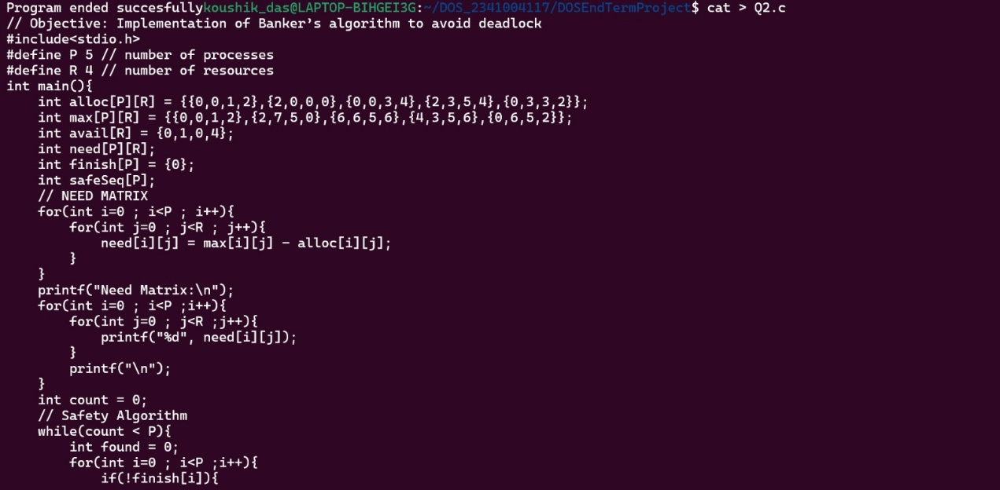 Program ended succesfullykoushik_das@LAPTOP-BIHGEI3G:~/DOS_2341004117/DOSEndTermProject$ cat > Q2.c
// Objective: Implementation of Banker's algorithm to avoid deadlock
#include<stdio.h>
#define P 5 // number of processes
#define R 4 // number of resources
int main(){
    int alloc[P][R] = {{0,0,1,2},{2,0,0,0},{0,0,3,4},{2,3,5,4},{0,3,3,2}};
    int max[P][R] = {{0,0,1,2},{2,7,5,0},{6,6,5,6},{4,3,5,6},{0,6,5,2}};
    int avail[R] = {0,1,0,4};
    int need[P][R];
    int finish[P] = {0};
    int safeSeq[P];
    // NEED MATRIX
    for(int i=0 ; i<P ; i++){
        for(int j=0 ; j<R ; j++){
            need[i][j] = max[i][j] - alloc[i][j];
        }
    }
    printf("Need Matrix:\n");
    for(int i=0 ; i<P ;i++){
        for(int j=0 ; j<R ;j++){
            printf("%d", need[i][j]);
        }
        printf("\n");
    }
    int count = 0;
    // Safety Algorithm
    while(count < P){
        int found = 0;
        for(int i=0 ; i<P ;i++){
            if(!finish[i]){